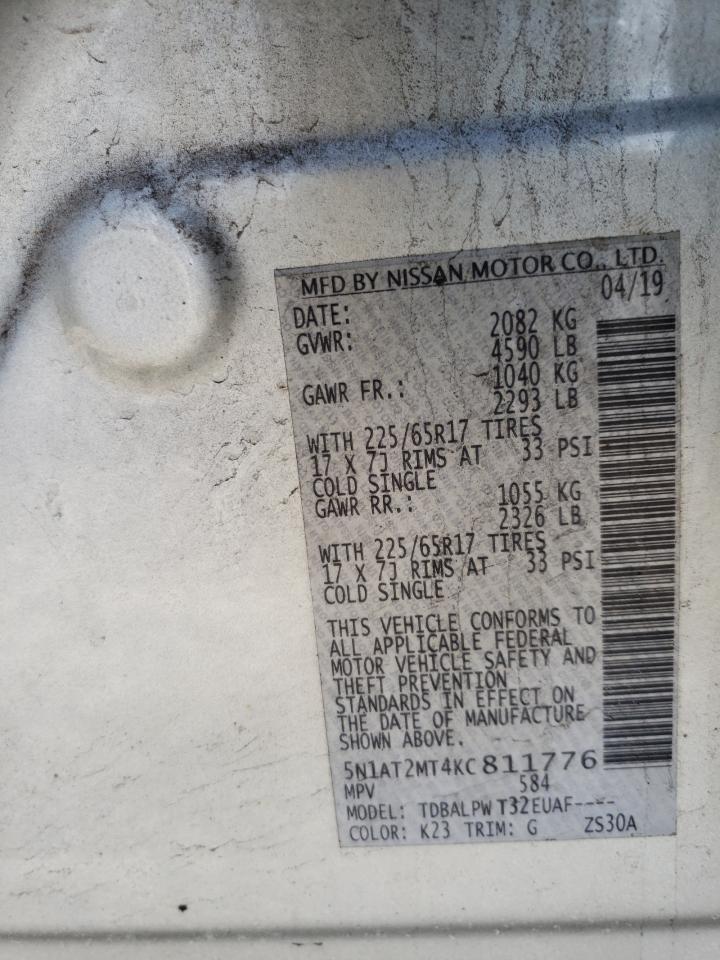 MFD BY NISSAN MOTOR CO., LTD.
DATE: 04/19
GVWR: 2082 KG
4590 LB
GAWR FR.: 1040 KG
2293 LB
WITH 225/65R17 TIRES
17 X 7J RIMS AT 33 PSI
COLD SINGLE
GAWR RR.: 1055 KG
2326 LB
WITH 225/65R17 TIRES
17 X 7J RIMS AT 33 PSI
COLD SINGLE
THIS VEHICLE CONFORMS TO
ALL APPLICABLE FEDERAL
MOTOR VEHICLE SAFETY AND
THEFT PREVENTION
STANDARDS IN EFFECT ON
THE DATE OF MANUFACTURE
SHOWN ABOVE.
5N1AT2MT4KC811776
MPV 584
MODEL: TDBALPWT32EUAF----
COLOR: K23 TRIM: G ZS30A